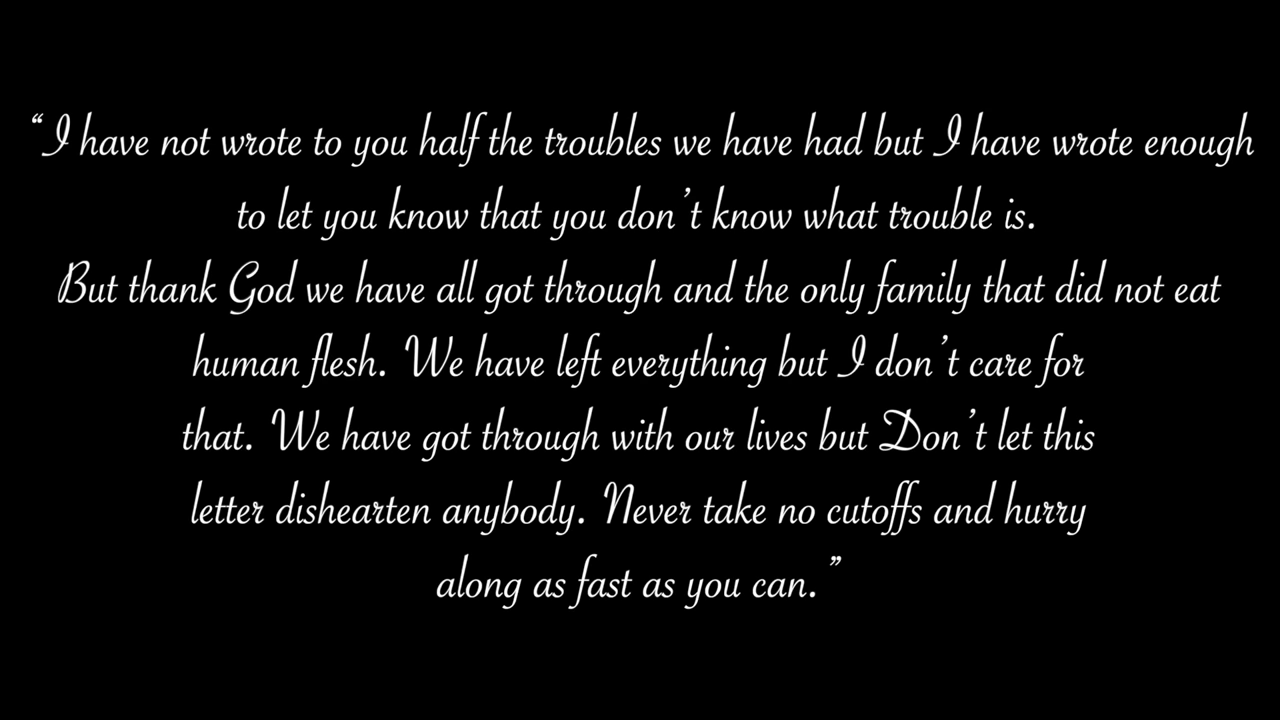 “I have not wrote to you half the troubles we have had but I have wrote enough
to let you know that you don’t know what trouble is.
But thank God we have all got through and the only family that did not eat
human flesh. We have left everything but I don’t care for
that. We have got through with our lives but Don’t let this
letter dishearten anybody. Never take no cutoffs and hurry
along as fast as you can.”